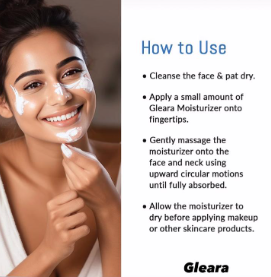 How to Use
• Cleanse the face & pat dry.
• Apply a small amount of
Gleara Moisturizer onto
fingertips.
• Gently massage the
moisturizer onto the
face and neck using
upward circular motions
until fully absorbed.
• Allow the moisturizer to
dry before applying makeup
or other skincare products.
Gleara